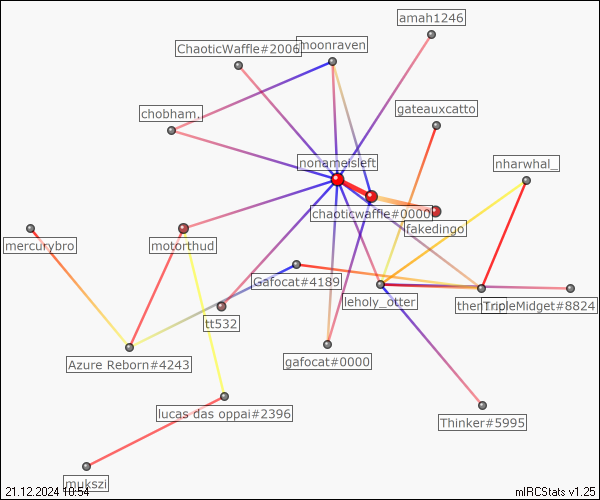 amah1246
ChaoticWaffle#2006
moonraven
gateauxcatto
chobham.
nonameisleft
nharwhal_
chaoticwaffle#0000
fakedingo
mercurybro
motorthud
Gafocat#4189
leholy_otter
TripleMidget#8824
tt532
gafocat#0000
Azure Reborn#4243
lucas das oppai#2396
Thinker#5995
mukszi
21.12.2024 10:54
mIRCStats v1.25